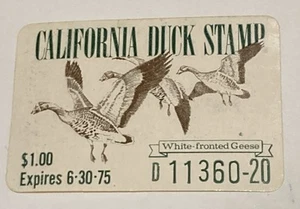 CALIFORNIA DUCK STAMP
White-fronted Geese
$1.00
Expires 6-30-75
D 11360-20